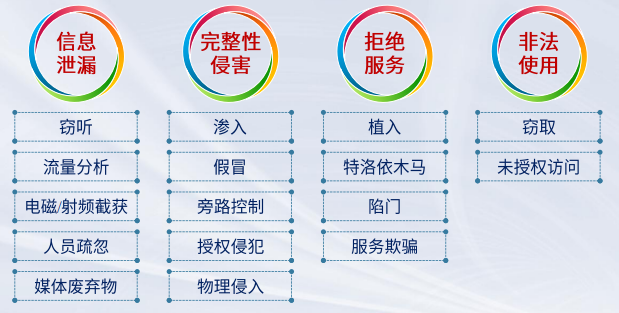 信息
泄漏
窃听
流量分析
电磁/射频截获
人员疏忽
媒体废弃物
完整性
侵害
渗入
假冒
旁路控制
授权侵犯
物理侵入
拒绝
服务
植入
特洛依木马
陷门
服务欺骗
非法
使用
窃取
未授权访问